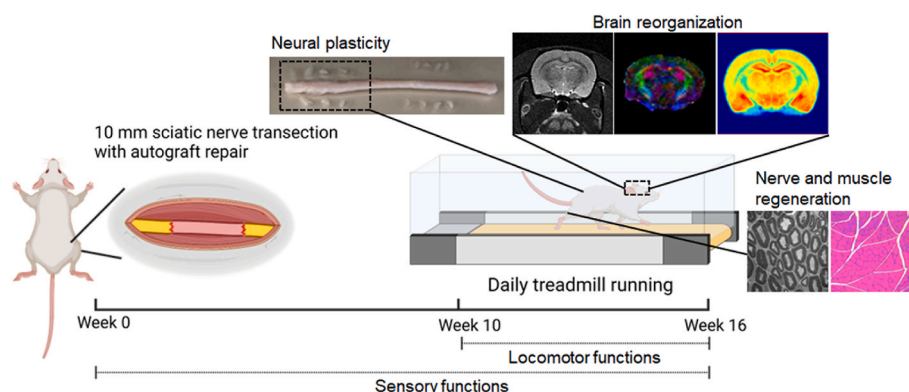 Brain reorganization
Neural plasticity
10 mm sciatic nerve transection
with autograft repair
Nerve and muscle
regeneration
Daily treadmill running
Week 0
Week 10
Week 16
Locomotor functions
Sensory functions